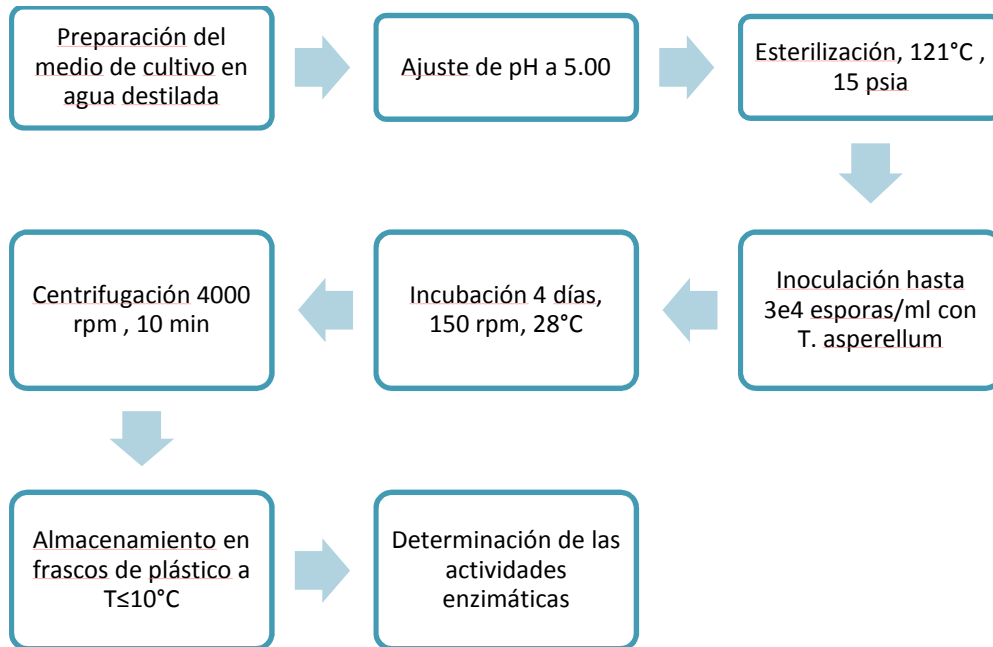 Preparación del
medio de cultivo en
agua destilada
Ajuste de pH a 5.00
Esterilización, 121°C ,
15 psia
Inoculación hasta
3e4 esporas/ml con
T. asperellum
Incubación 4 días,
150 rpm, 28°C
Centrifugación 4000
rpm , 10 min
Almacenamiento en
frascos de plástico a
T≤10°C
Determinación de las
actividades
enzimáticas